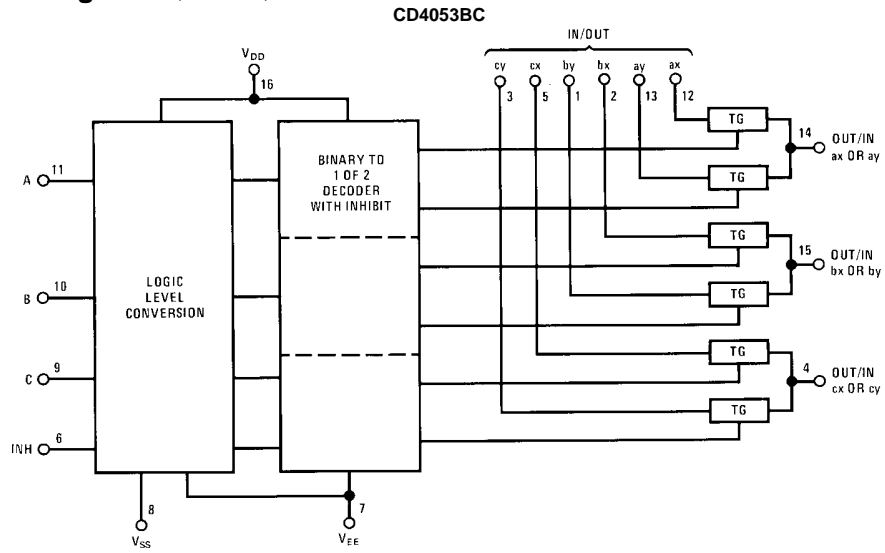 CD4053BC
IN/OUT
cy cx by bx ay ax
3 5 1 2 13 12
V_DD
16
TG
14
OUT/IN
ax OR ay
BINARY TO
1 OF 2
DECODER
WITH INHIBIT
A 11
TG
TG
15
OUT/IN
bx OR by
LOGIC
LEVEL
CONVERSION
B 10
TG
TG
4
OUT/IN
cx OR cy
C 9
TG
INH 6
8
7
V_SS
V_EE